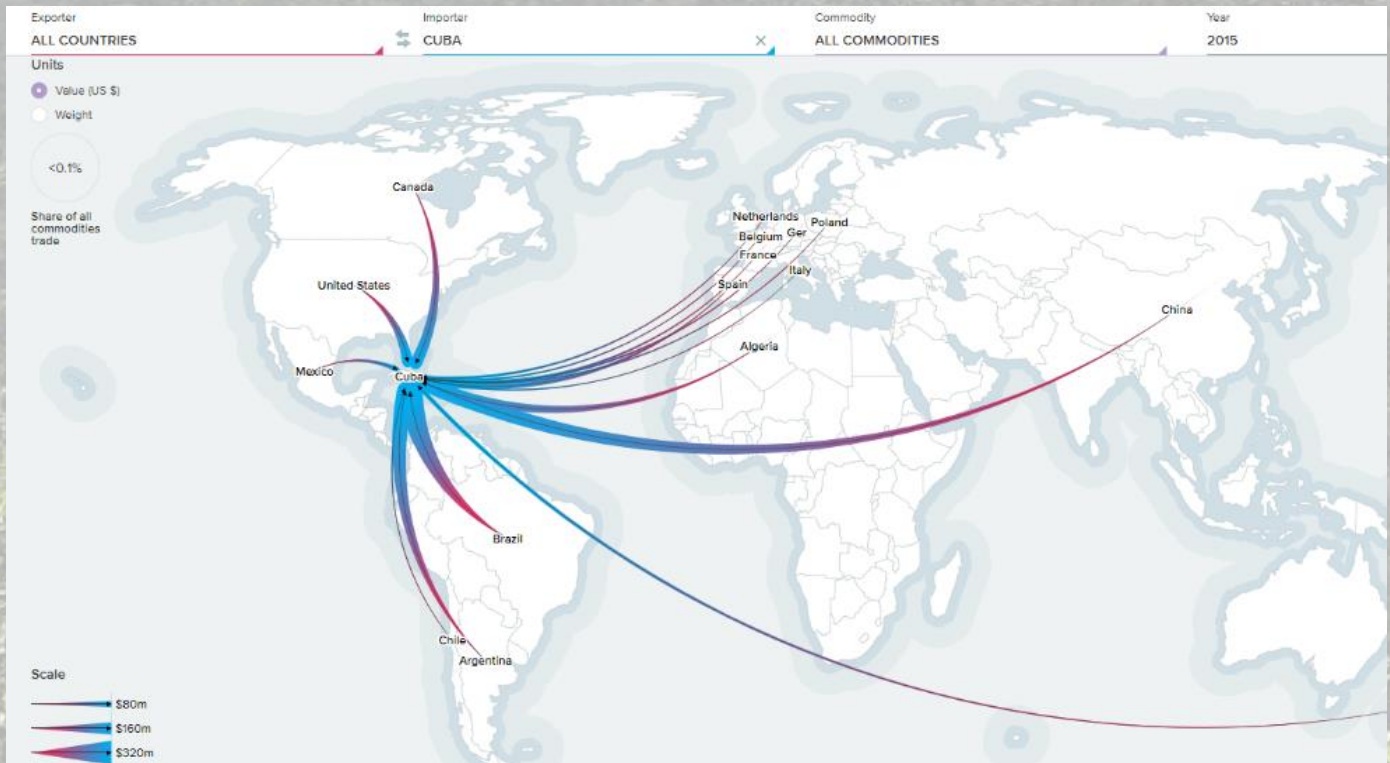 Exporter
ALL COUNTRIES
Importer
CUBA
Commodity
ALL COMMODITIES
Year
2015
Units
Value (US $)
Weight
<0.1%
Share of all
commodities
trade
Canada
United States
Mexico
Cuba
Netherlands
Poland
Belgium
Ger
France
Italy
Spain
Algeria
China
Brazil
Chile
Argentina
Scale
$80m
$160m
$320m